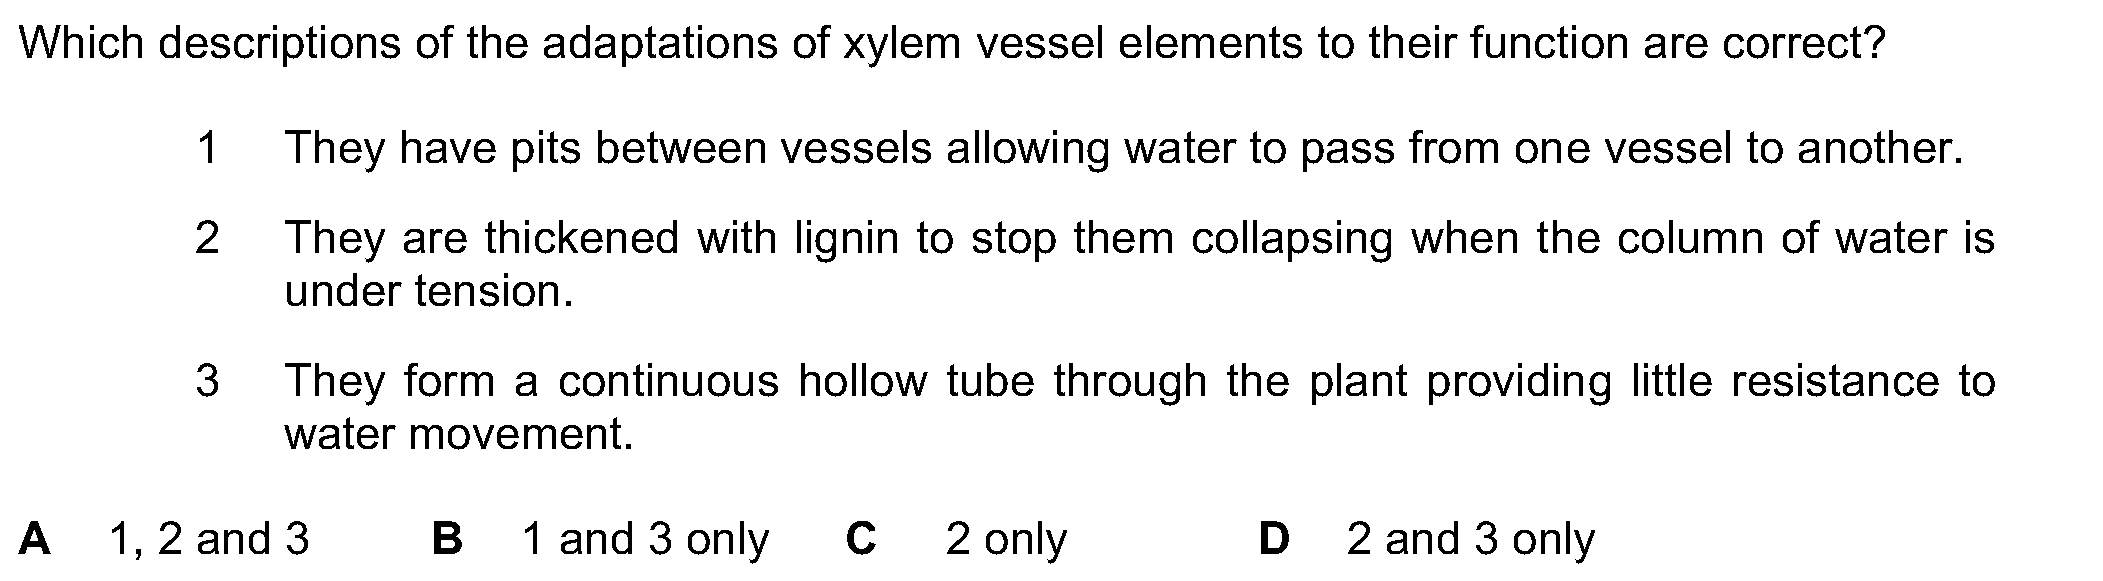 Which descriptions of the adaptations of xylem vessel elements to their function are correct?
1 They have pits between vessels allowing water to pass from one vessel to another.
2 They are thickened with lignin to stop them collapsing when the column of water is
under tension.
3 They form a continuous hollow tube through the plant providing little resistance to
water movement.
A 1, 2 and 3 B 1 and 3 only C 2 only D 2 and 3 only